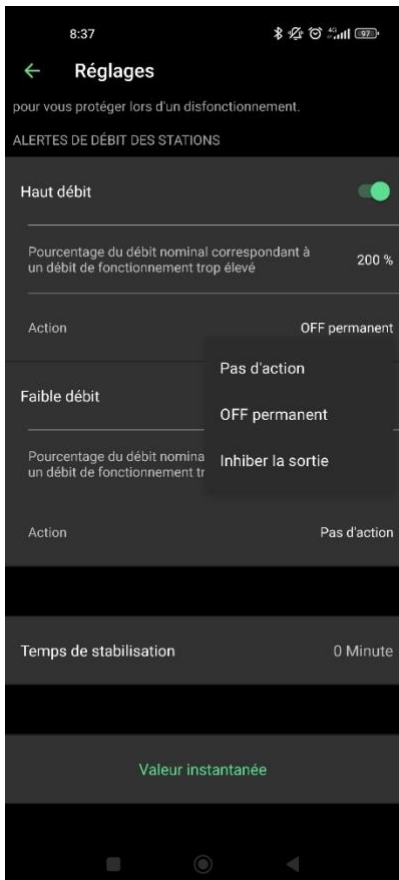 8:37
4G
97
Réglages
pour vous protéger lors d'un disfonctionnement.
ALERTES DE DÉBIT DES STATIONS
Haut débit
Pourcentage du débit nominal correspondant à
un débit de fonctionnement trop élevé
200 %
Action
OFF permanent
Pas d'action
Faible débit
OFF permanent
Pourcentage du débit nomina
un débit de fonctionnement tr
Inhiber la sortie
Action
Pas d'action
Temps de stabilisation
0 Minute
Valeur instantanée